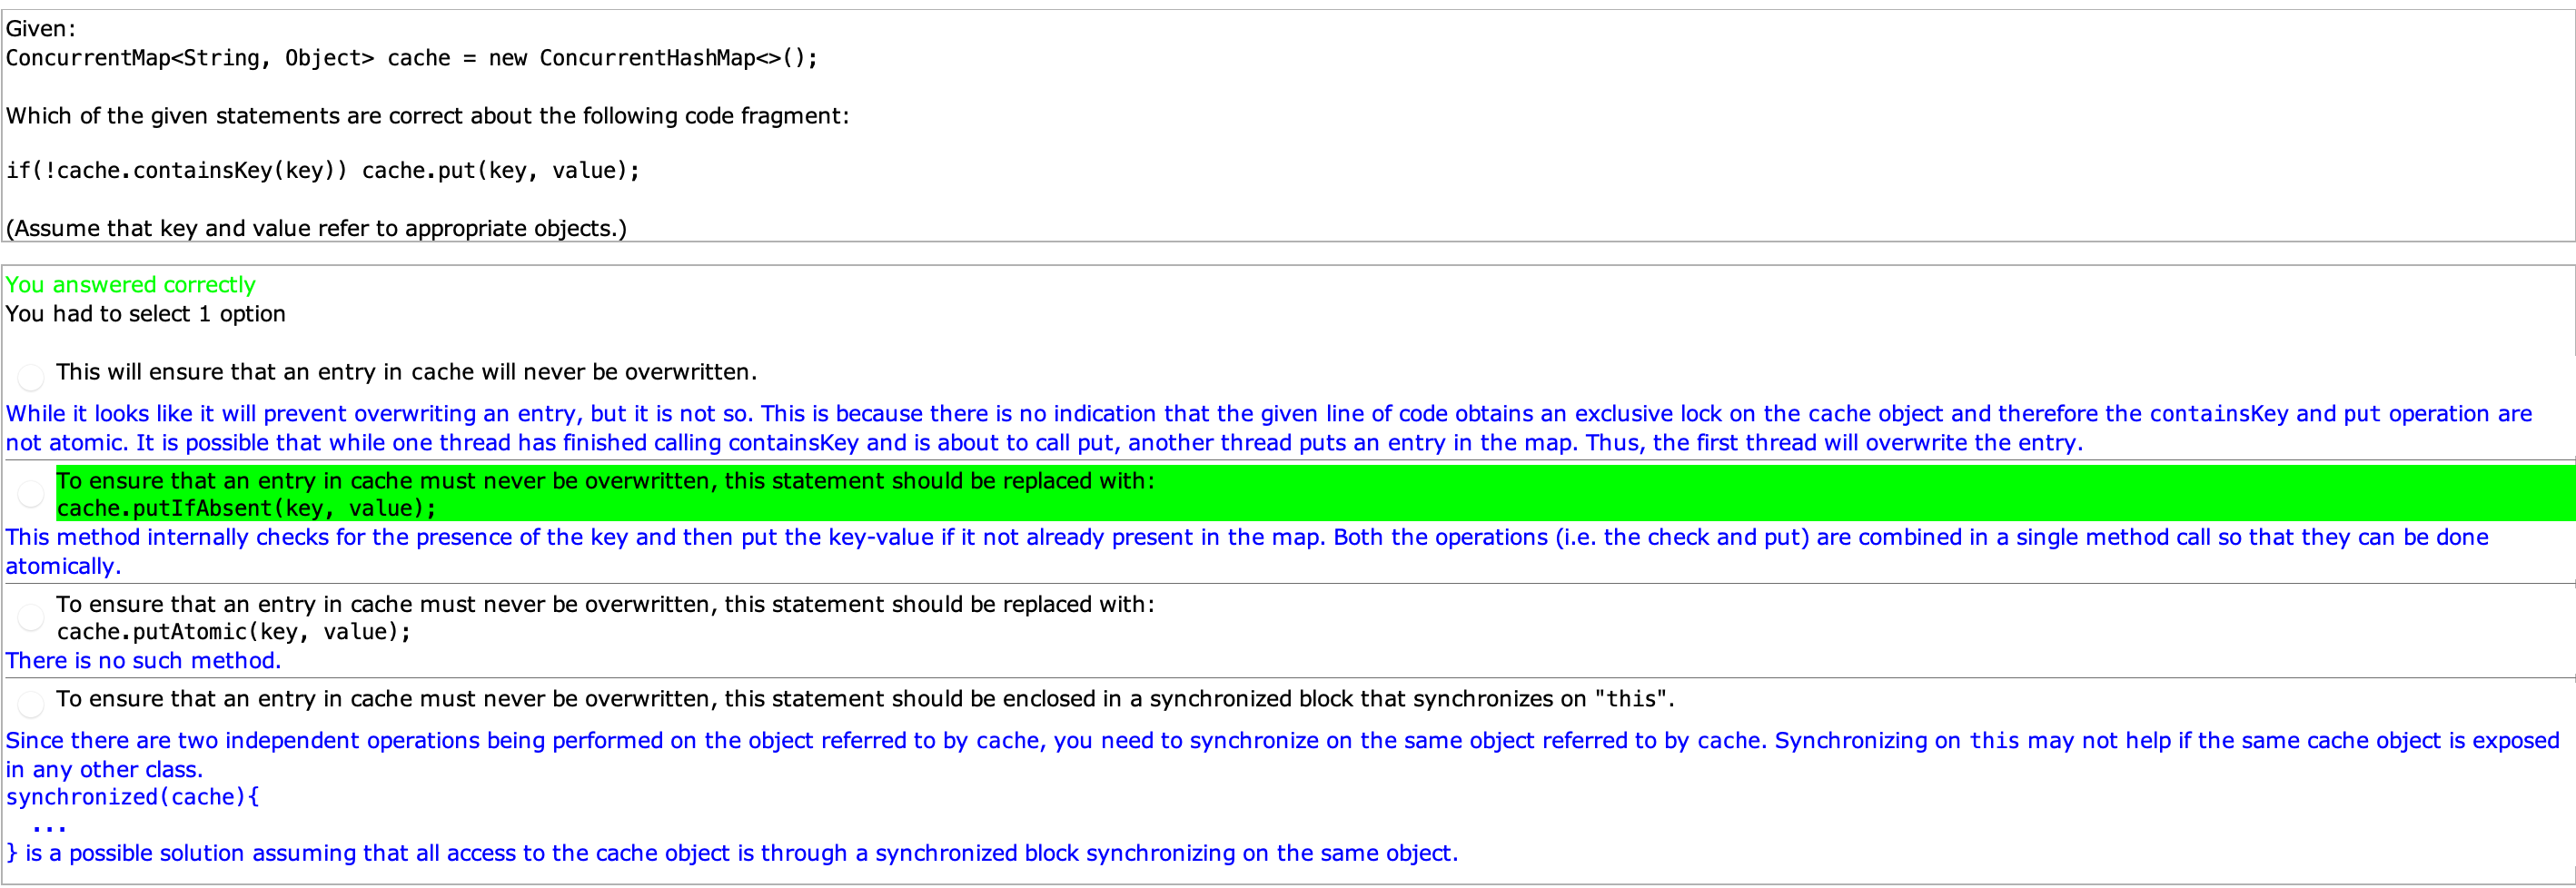 Given:
ConcurrentMap<String, Object> cache = new ConcurrentHashMap<>();
Which of the given statements are correct about the following code fragment:
if(!cache.containsKey(key)) cache.put(key, value);
(Assume that key and value refer to appropriate objects.)
You answered correctly
You had to select 1 option
This will ensure that an entry in cache will never be overwritten.
While it looks like it will prevent overwriting an entry, but it is not so. This is because there is no indication that the given line of code obtains an exclusive lock on the cache object and therefore the containsKey and put operation are
not atomic. It is possible that while one thread has finished calling containsKey and is about to call put, another thread puts an entry in the map. Thus, the first thread will overwrite the entry.
To ensure that an entry in cache must never be overwritten, this statement should be replaced with:
cache.putIfAbsent(key, value);
This method internally checks for the presence of the key and then put the key-value if it not already present in the map. Both the operations (i.e. the check and put) are combined in a single method call so that they can be done
atomically.
To ensure that an entry in cache must never be overwritten, this statement should be replaced with:
cache.putAtomic(key, value);
There is no such method.
To ensure that an entry in cache must never be overwritten, this statement should be enclosed in a synchronized block that synchronizes on "this".
Since there are two independent operations being performed on the object referred to by cache, you need to synchronize on the same object referred to by cache. Synchronizing on this may not help if the same cache object is exposed
in any other class.
synchronized(cache){
...
} is a possible solution assuming that all access to the cache object is through a synchronized block synchronizing on the same object.